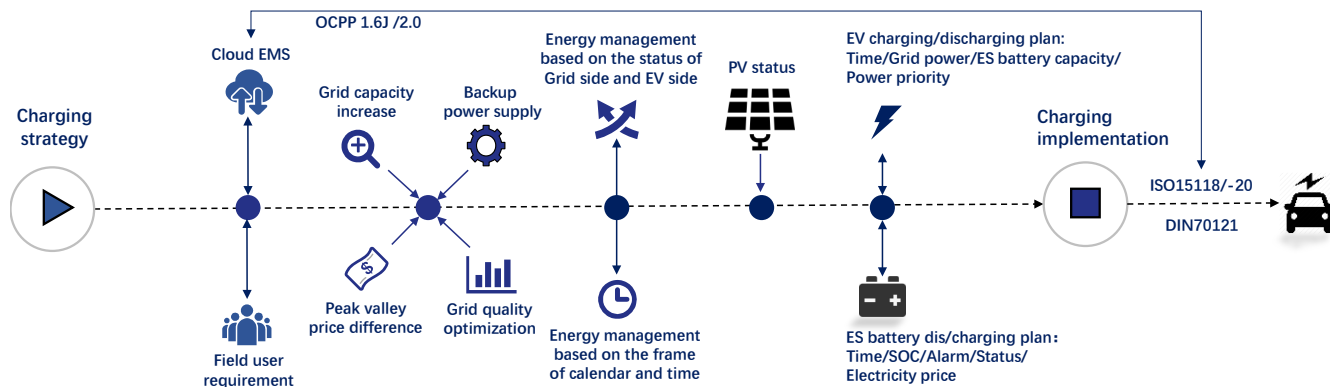 OCPP 1.6J /2.0
Cloud EMS
Charging
strategy
Grid capacity
increase
Backup
power supply
Energy management
based on the status of
Grid side and EV side
PV status
EV charging/discharging plan:
Time/Grid power/ES battery capacity/
Power priority
Charging
implementation
ISO15118/-20
DIN70121
Field user
requirement
Peak valley
price difference
Grid quality
optimization
Energy management
based on the frame
of calendar and time
ES battery dis/charging plan：
Time/SOC/Alarm/Status/
Electricity price